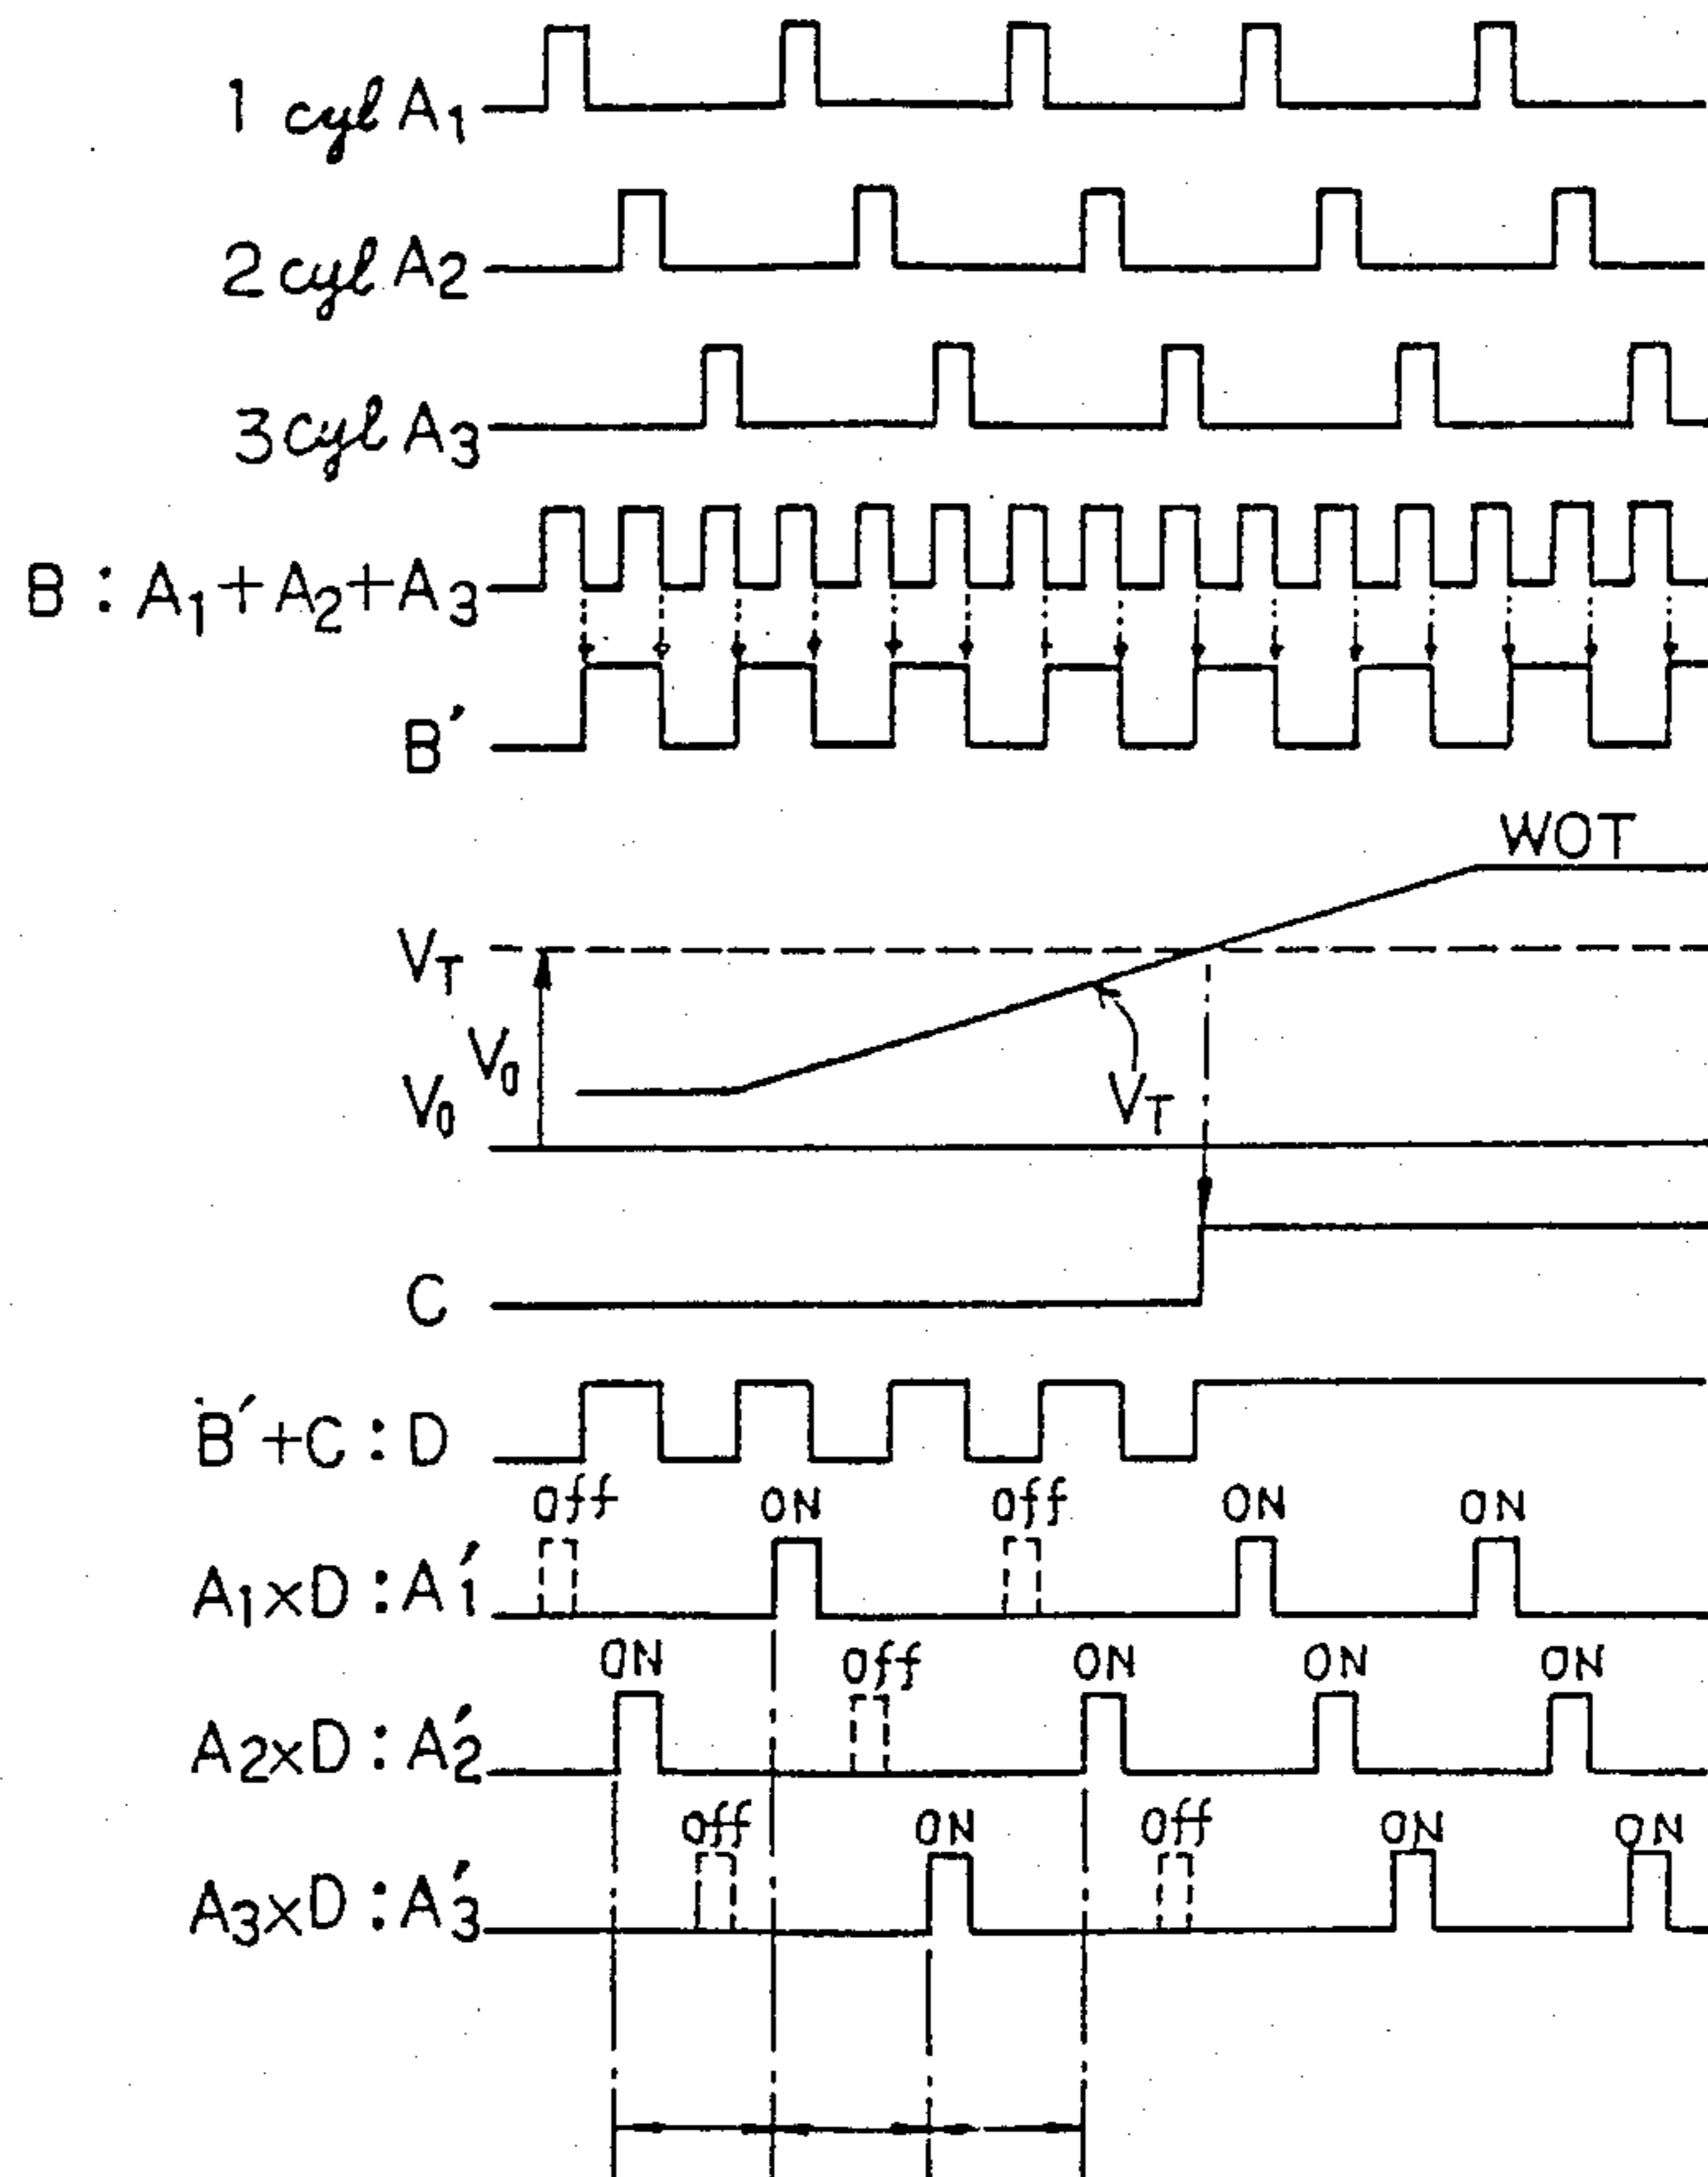 1 cyl A1
2 cyl A2
3 cyl A3
B : A1+A2+A3
B′
WOT
VT
V0
V0
VT
C
B′+C : D
off ON off ON ON
A1×D : A′1
ON off ON ON ON
A2×D : A′2
off ON off ON ON
A3×D : A′3